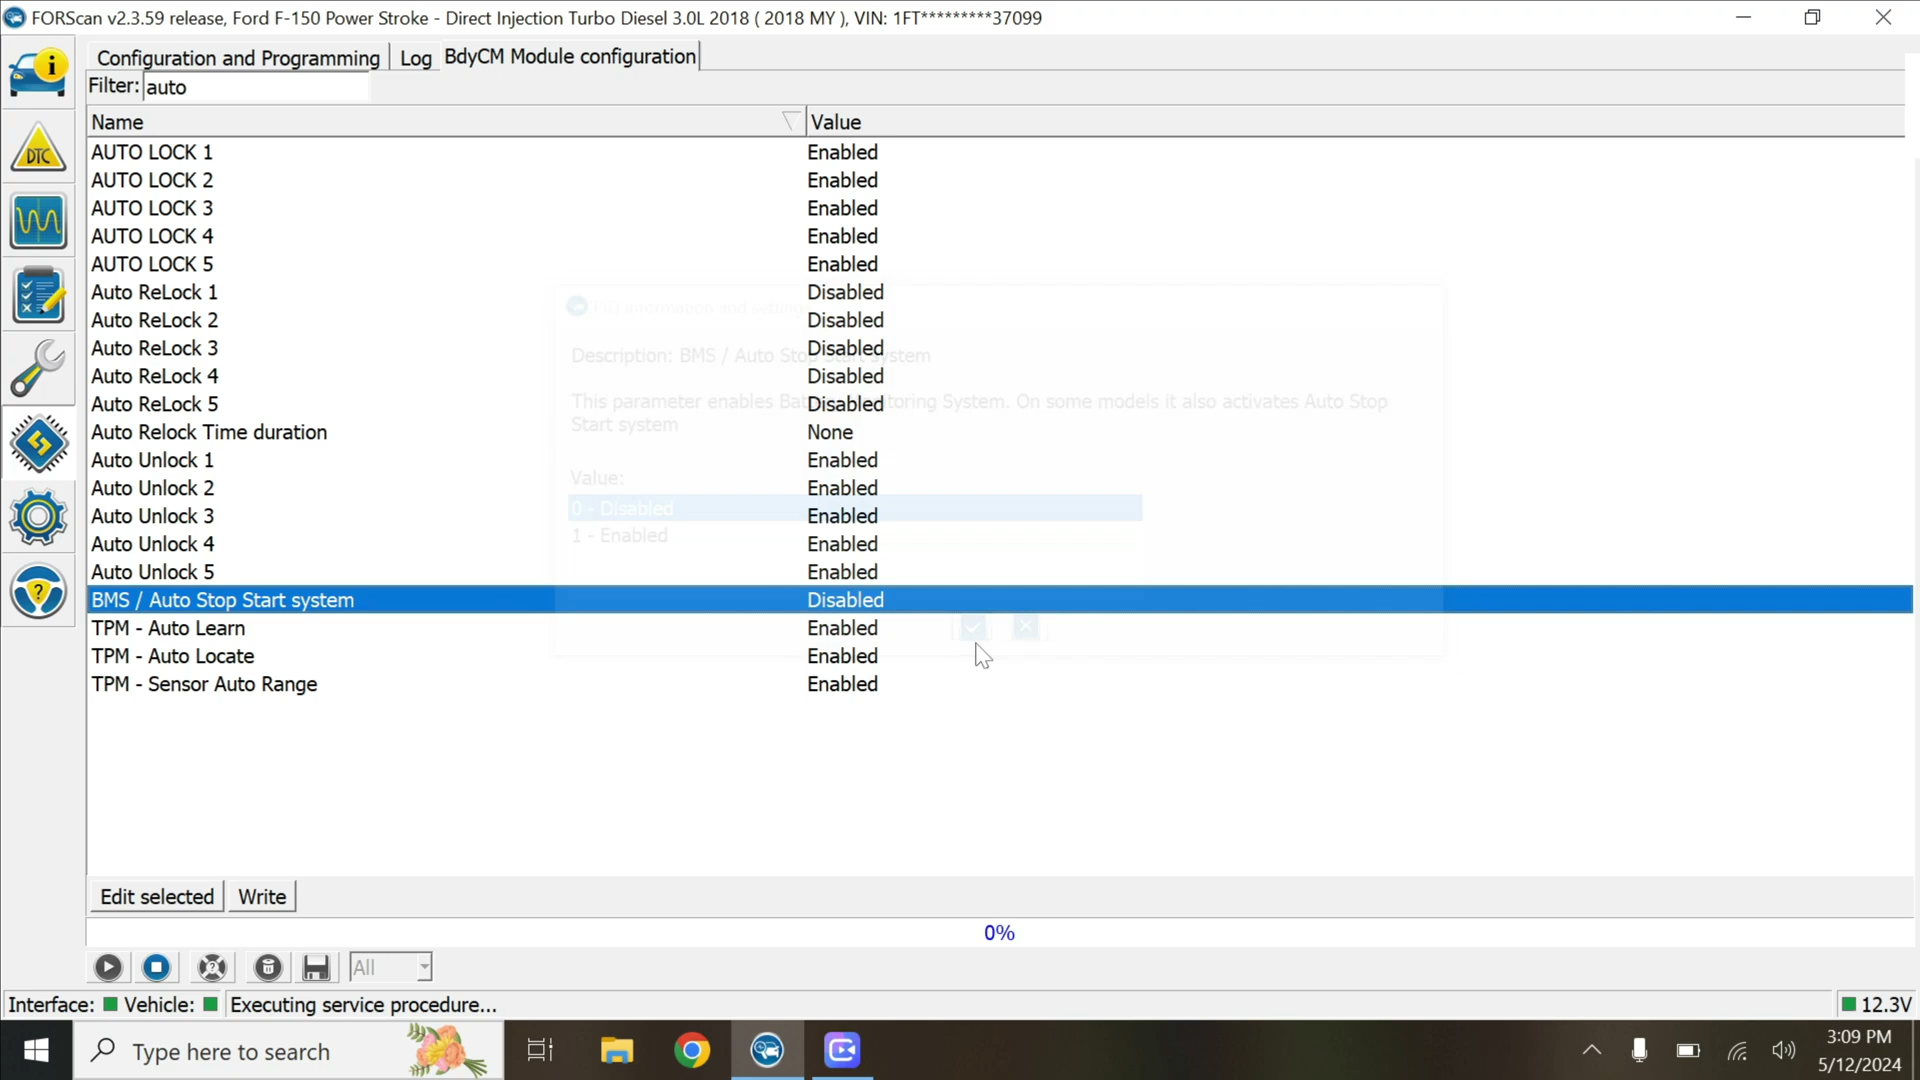 FORScan v2.3.59 release, Ford F-150 Power Stroke - Direct Injection Turbo Diesel 3.0L 2018 ( 2018 MY ), VIN: 1FT*********37099
Configuration and Programming Log BdyCM Module configuration
Filter: auto
Name Value
AUTO LOCK 1 Enabled
AUTO LOCK 2 Enabled
AUTO LOCK 3 Enabled
AUTO LOCK 4 Enabled
AUTO LOCK 5 Enabled
Auto ReLock 1 Disabled
Auto ReLock 2 Disabled
Auto ReLock 3 Disabled
Auto ReLock 4 Disabled
Auto ReLock 5 Disabled
Auto Relock Time duration None
Auto Unlock 1 Enabled
Auto Unlock 2 Enabled
Auto Unlock 3 Enabled
Auto Unlock 4 Enabled
Auto Unlock 5 Enabled
BMS / Auto Stop Start system Disabled
TPM - Auto Learn Enabled
TPM - Auto Locate Enabled
TPM - Sensor Auto Range Enabled
Description: BMS / Auto Stop Start system
This parameter enables Battery Monitoring System. On some models it also activates Auto Stop
Start system
Value:
0 - Disabled
1 - Enabled
Edit selected Write
0%
All
Interface: Vehicle: Executing service procedure... 12.3V
Type here to search
3:09 PM
5/12/2024
DTC